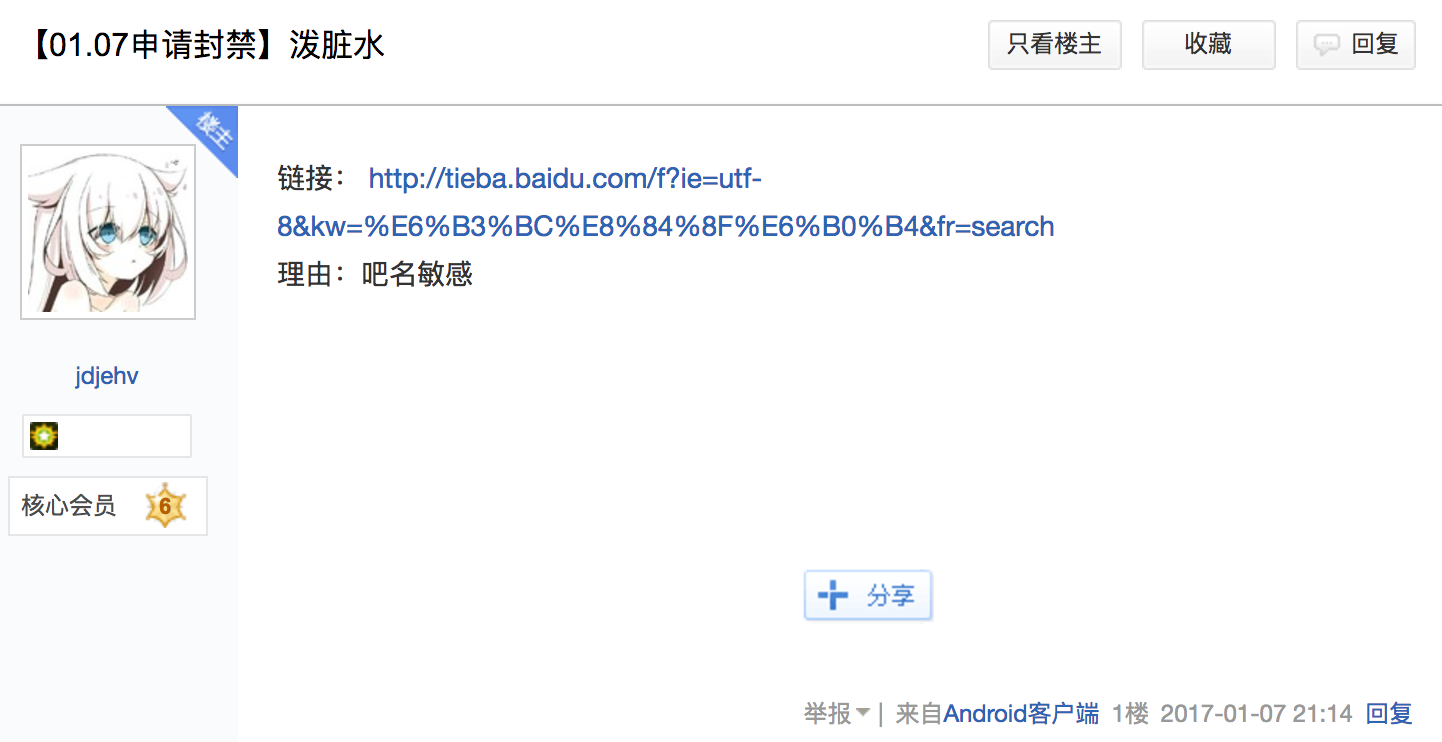 【01.07申请封禁】泼脏水
只看楼主
收藏
回复
楼主
链接： http://tieba.baidu.com/f?ie=utf-
8&kw=%E6%B3%BC%E8%84%8F%E6%B0%B4&fr=search
理由：吧名敏感
jdjehv
核心会员 6
分享
举报 | 来自Android客户端 1楼 2017-01-07 21:14 回复